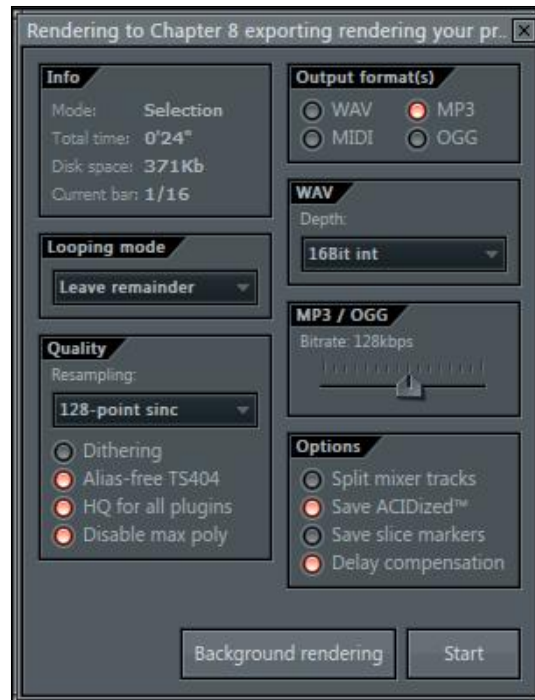 Rendering to Chapter 8 exporting rendering your pr..
Info
Mode: Selection
Total time: 0'24"
Disk space: 371Kb
Current bar: 1/16
Looping mode
Leave remainder
Quality
Resampling:
128-point sinc
Dithering
Alias-free TS404
HQ for all plugins
Disable max poly
Output format(s)
WAV MP3
MIDI OGG
WAV
Depth:
16Bit int
MP3 / OGG
Bitrate: 128kbps
Options
Split mixer tracks
Save ACIDized™
Save slice markers
Delay compensation
Background rendering Start